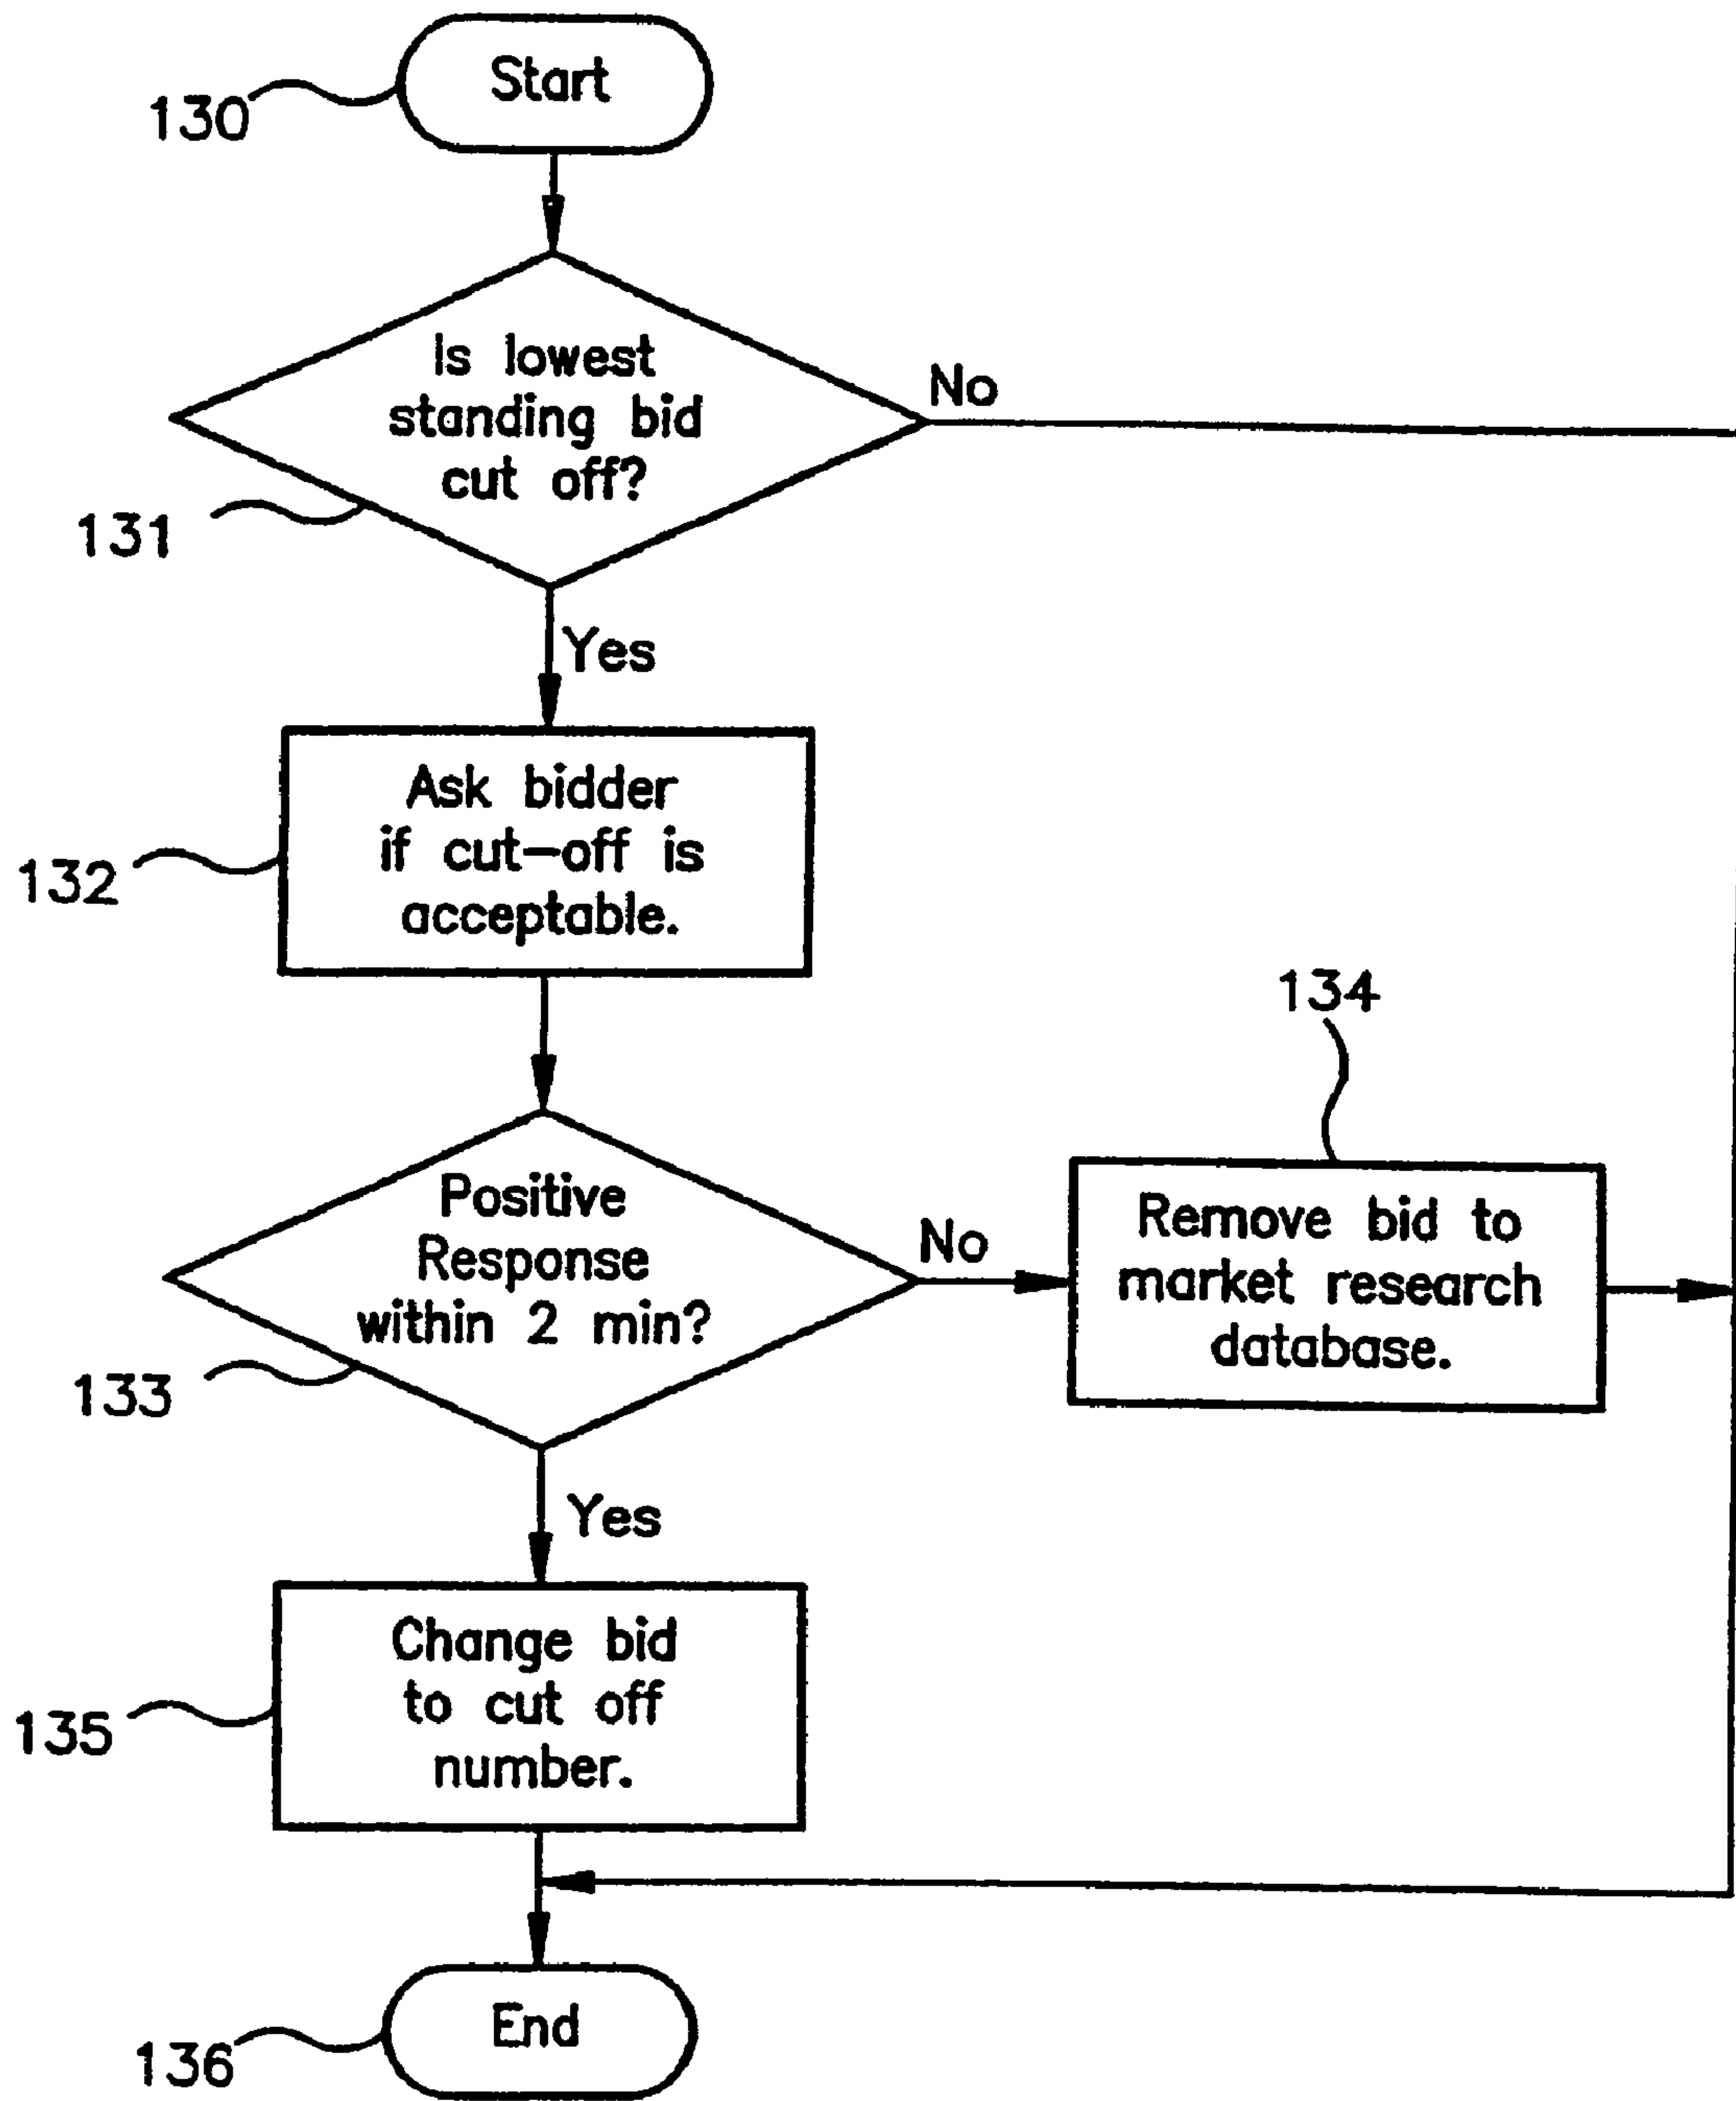 Start
130
Is lowest
standing bid
cut off?
No
131
Yes
Ask bidder
if cut-off is
acceptable.
132
134
Positive
Response
within 2 min?
No
Remove bid to
market research
database.
133
Yes
Change bid
to cut off
number.
135
End
136